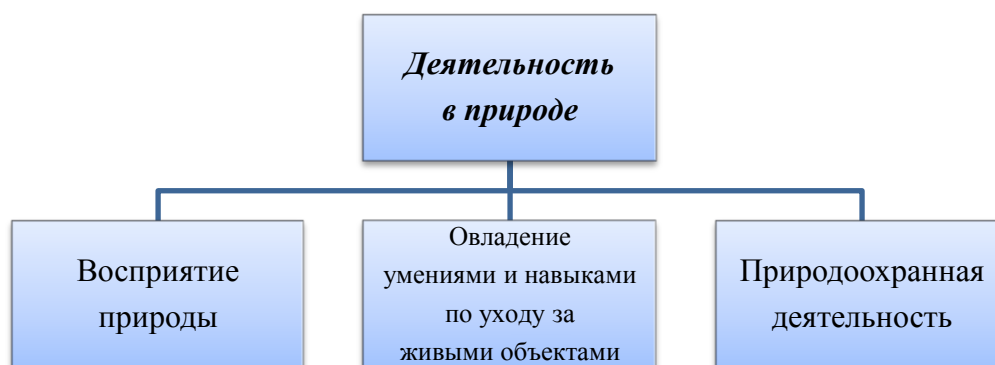 Деятельность
в природе
Восприятие
природы
Овладение
умениями и навыками
по уходу за
живыми объектами
Природоохранная
деятельность